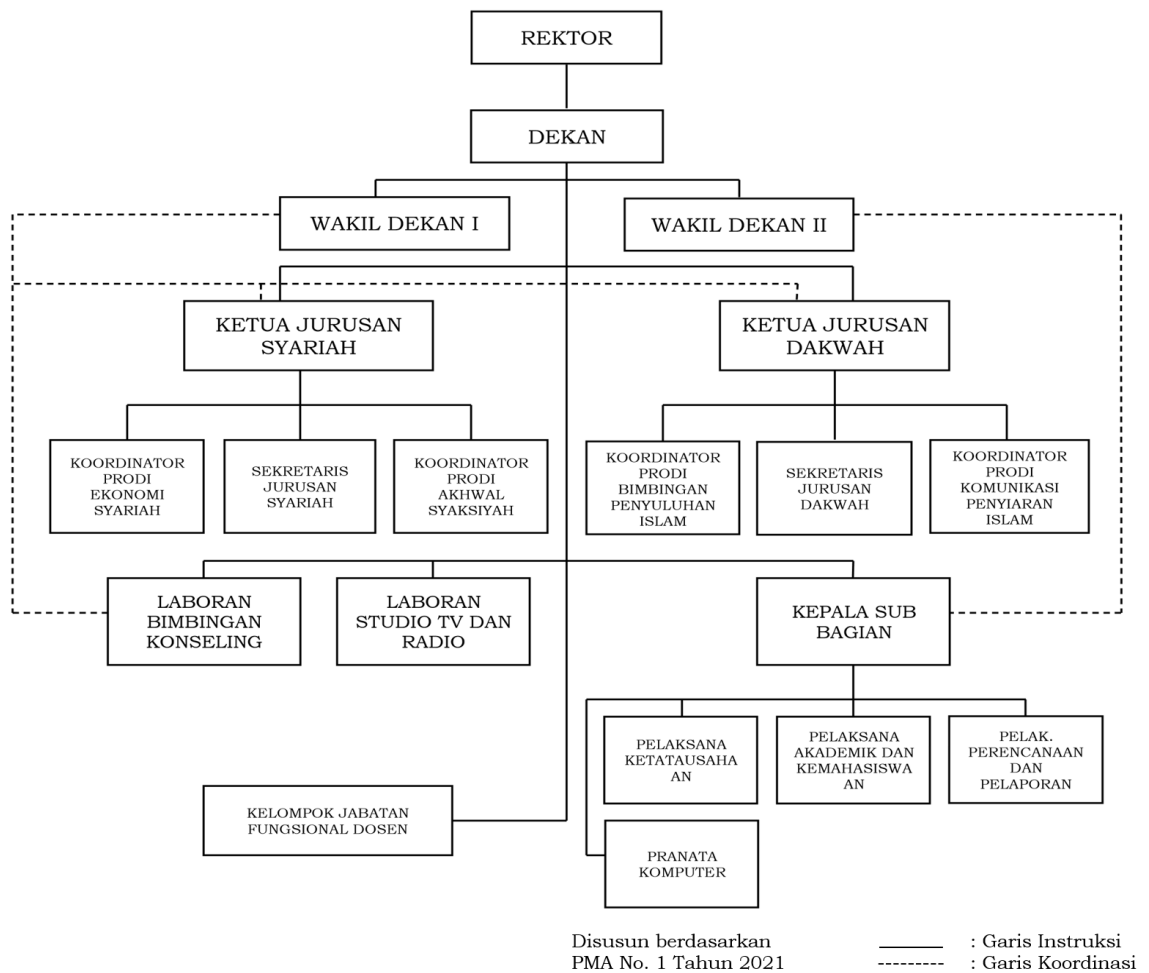 REKTOR
DEKAN
WAKIL DEKAN I
WAKIL DEKAN II
KETUA JURUSAN
SYARIAH
KETUA JURUSAN
DAKWAH
KOORDINATOR
PRODI
EKONOMI
SYARIAH
SEKRETARIS
JURUSAN
SYARIAH
KOORDINATOR
PRODI
AKHWAL
SYAKSIYAH
KOORDINATOR
PRODI
BIMBINGAN
PENYULUHAN
ISLAM
SEKRETARIS
JURUSAN
DAKWAH
KOORDINATOR
PRODI
KOMUNIKASI
PENYIARAN
ISLAM
LABORAN
BIMBINGAN
KONSELING
LABORAN
STUDIO TV DAN
RADIO
KEPALA SUB
BAGIAN
PELAKSANA
KETATAUSAHA
AN
PELAKSANA
AKADEMIK DAN
KEMAHASISWA
AN
PELAK.
PERENCANAAN
DAN
PELAPORAN
KELOMPOK JABATAN
FUNGSIONAL DOSEN
PRANATA
KOMPUTER
Disusun berdasarkan
PMA No. 1 Tahun 2021
: Garis Instruksi
: Garis Koordinasi